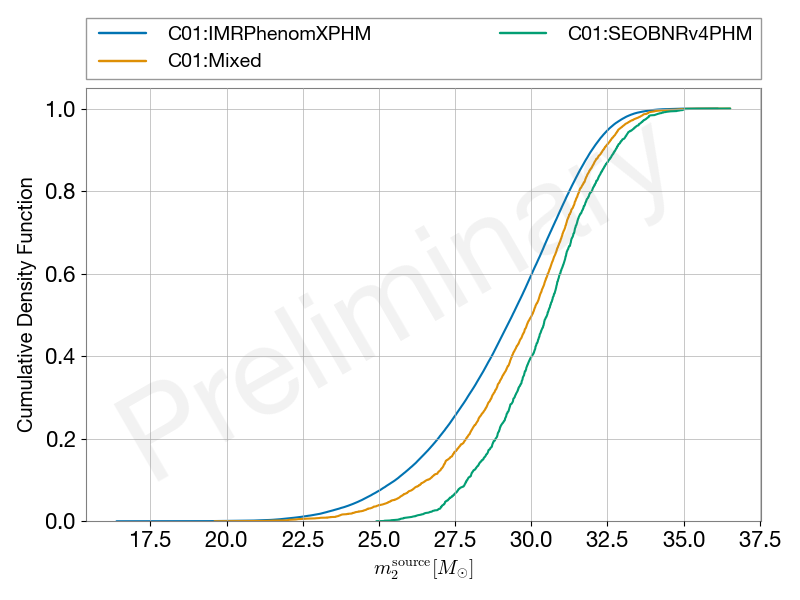 C01:IMRPhenomXPHM
C01:SEOBNRv4PHM
C01:Mixed
Preliminary
Cumulative Density Function
1.0
0.8
0.6
0.4
0.2
0.0
17.5 20.0 22.5 25.0 27.5 30.0 32.5 35.0 37.5
m₂^source [M⊙]